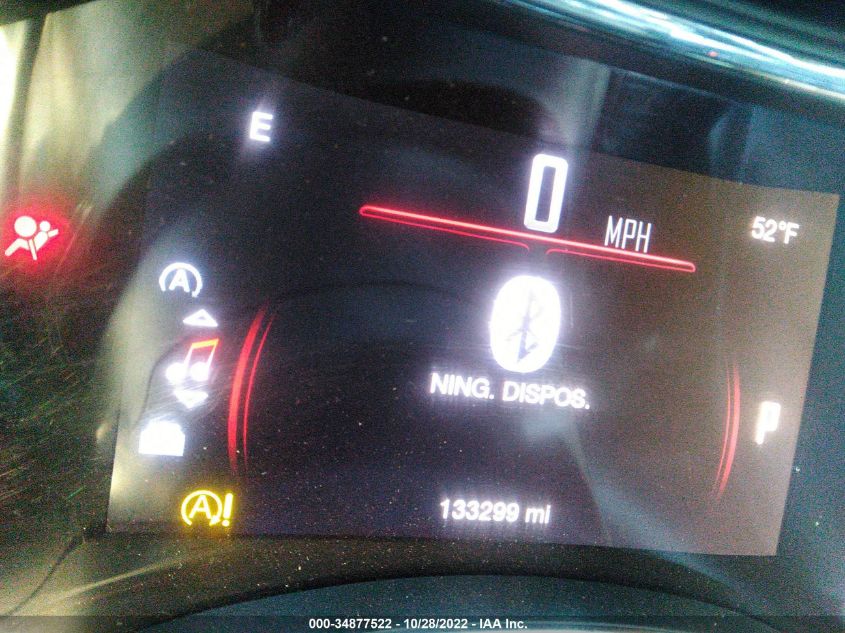 E
0
MPH
52°F
A
NING. DISPOS.
P
A!
133299 mi
000-34877522 - 10/28/2022 - IAA Inc.